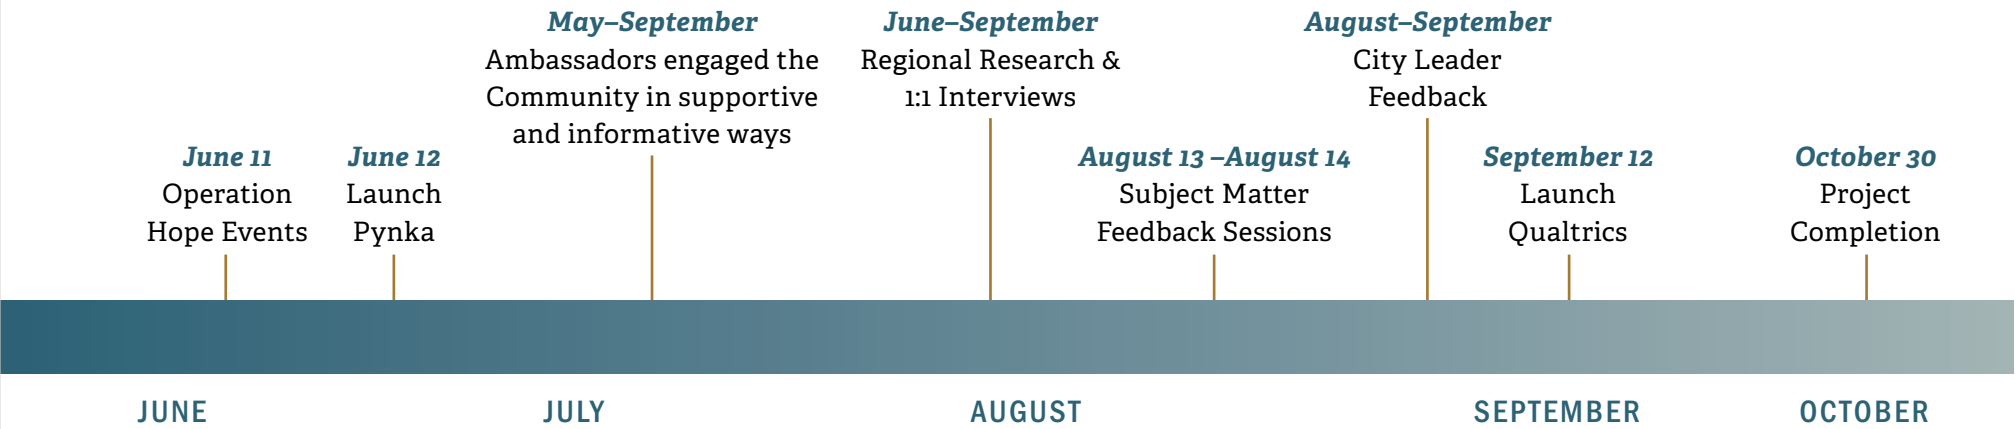 June 11
Operation
Hope Events
June 12
Launch
Pynka
May–September
Ambassadors engaged the
Community in supportive
and informative ways
June–September
Regional Research &
1:1 Interviews
August 13 –August 14
Subject Matter
Feedback Sessions
August–September
City Leader
Feedback
September 12
Launch
Qualtrics
October 30
Project
Completion
JUNE
JULY
AUGUST
SEPTEMBER
OCTOBER